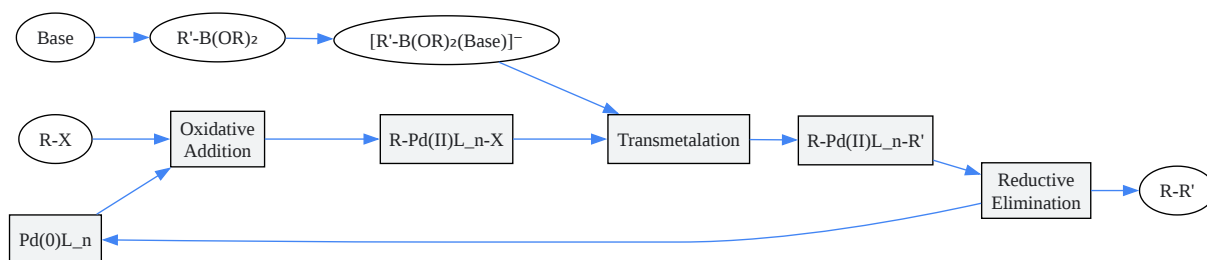 Base
R'-B(OR)₂
[R'-B(OR)₂(Base)]⁻
R-X
Oxidative
Addition
R-Pd(II)L_n-X
Transmetalation
R-Pd(II)L_n-R'
Reductive
Elimination
R-R'
Pd(0)L_n